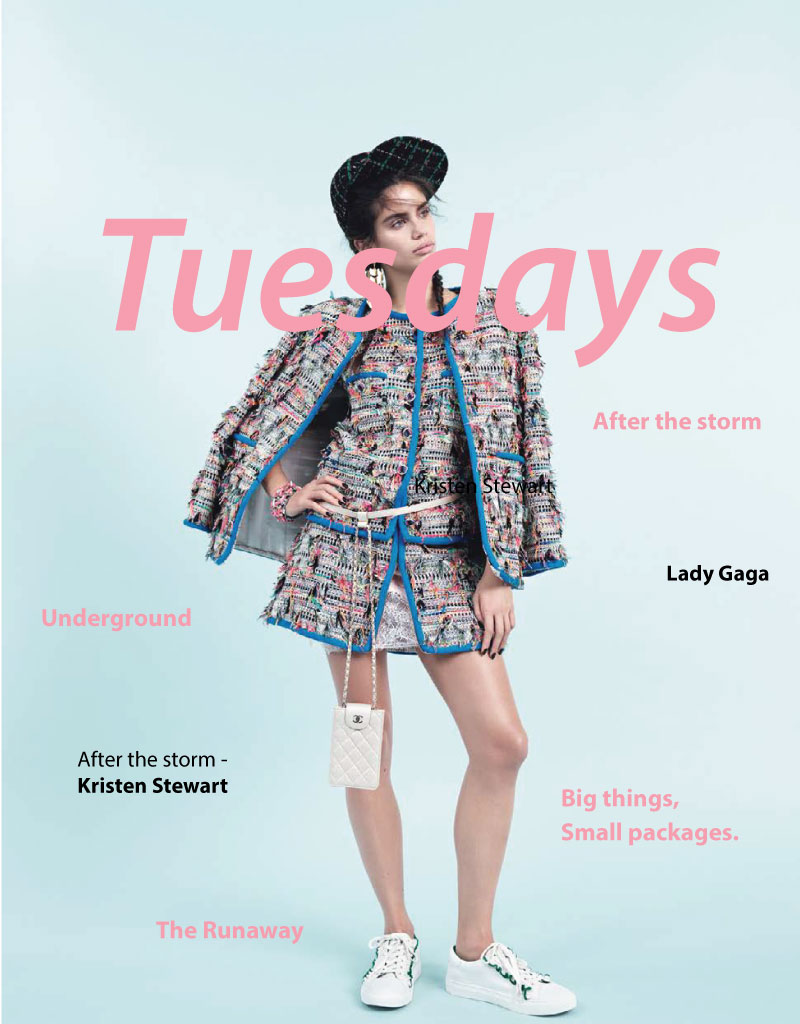 Tuesdays
After the storm
Kristen Stewart
Lady Gaga
Underground
After the storm -
Kristen Stewart
Big things,
Small packages.
The Runaway